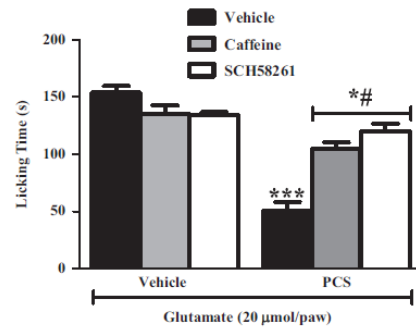 Vehicle
Caffeine
SCH58261
200
150
100
50
0
Licking Time (s)
*#
***
Vehicle PCS
Glutamate (20 μmol/paw)